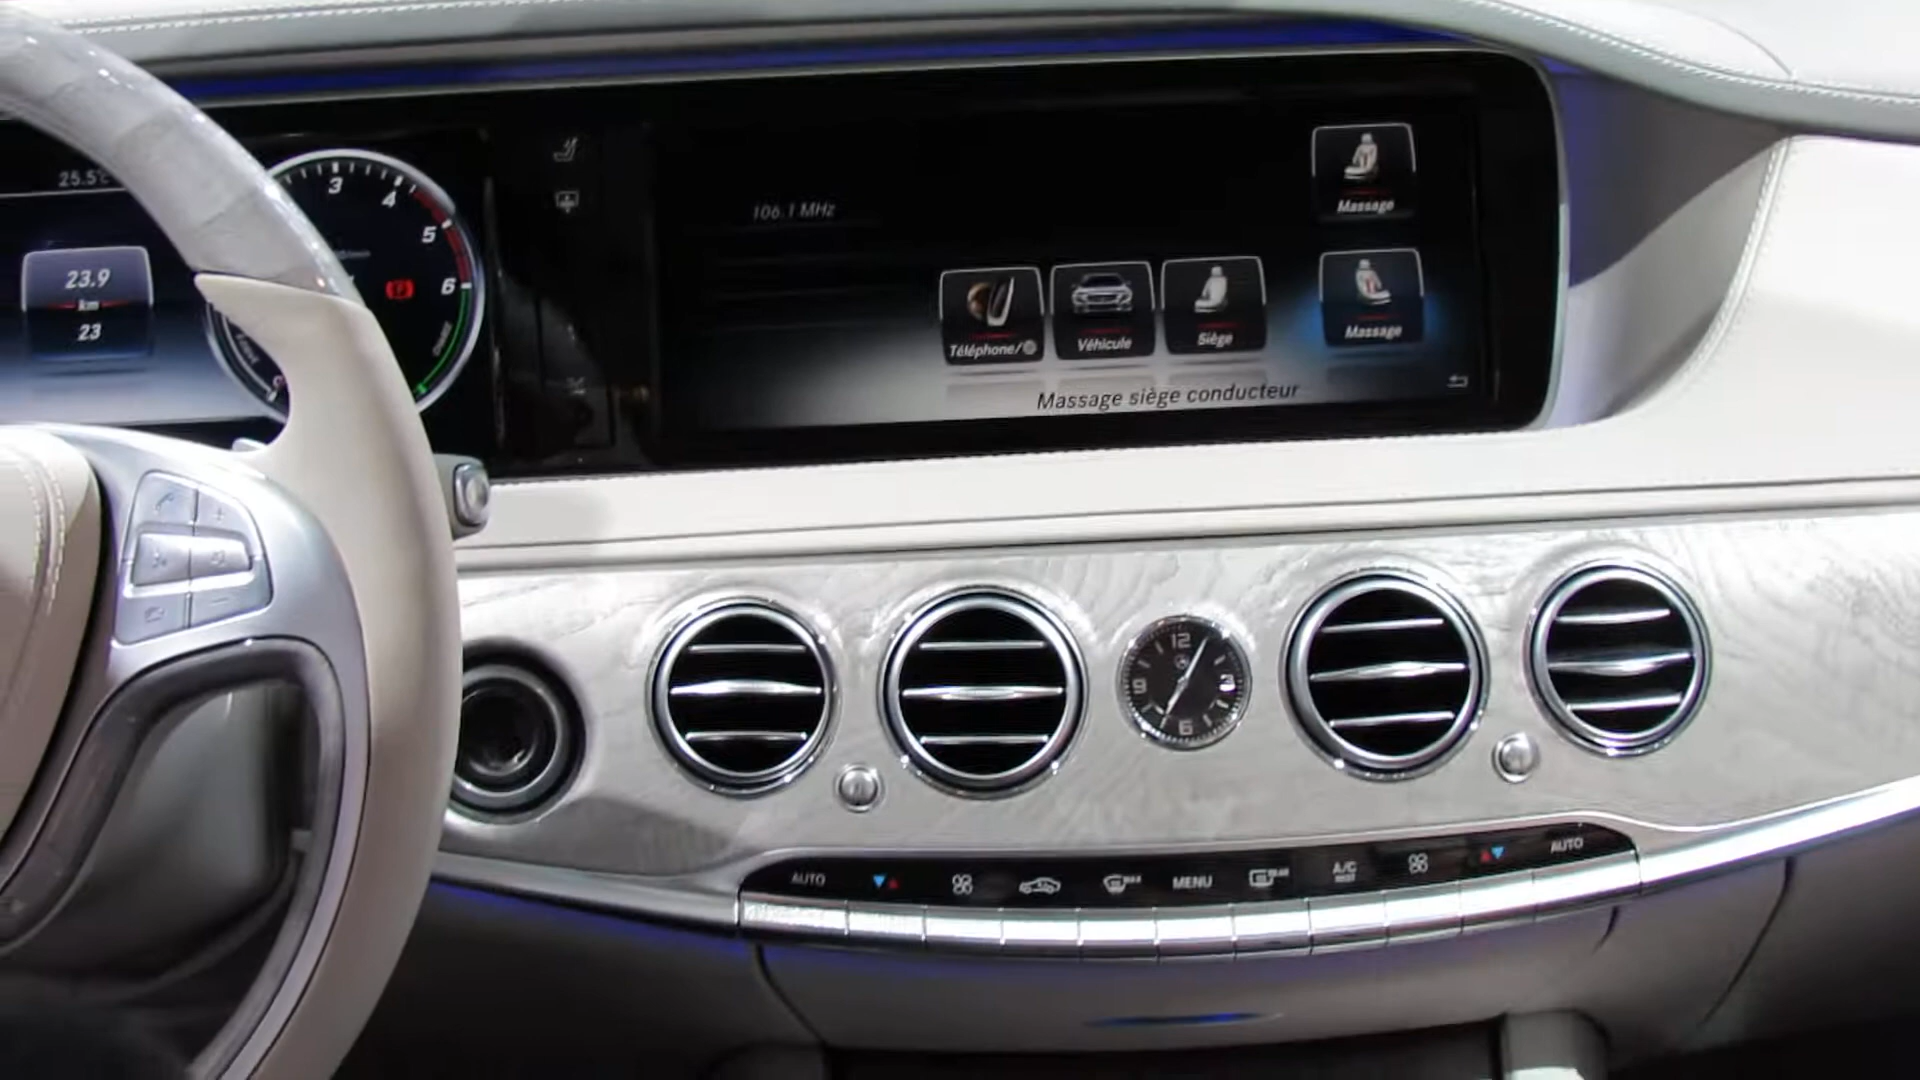 25.5°C
23.9
km
23
3
4
5
6
CHARGE
106.1 MHz
Massage
Massage
Téléphone/
Véhicule
Siège
Massage siège conducteur
12
9
6
AUTO
MENU
A/C
AUTO